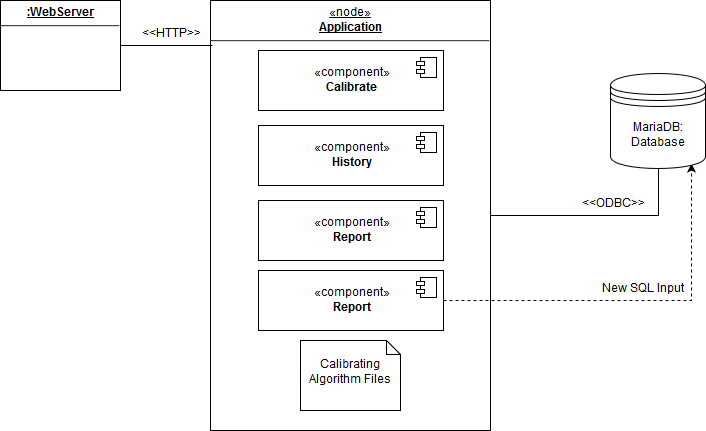 :WebServer
<<HTTP>>
«node»
Application
«component»
Calibrate
«component»
History
«component»
Report
«component»
Report
Calibrating
Algorithm Files
MariaDB:
Database
<<ODBC>>
New SQL Input